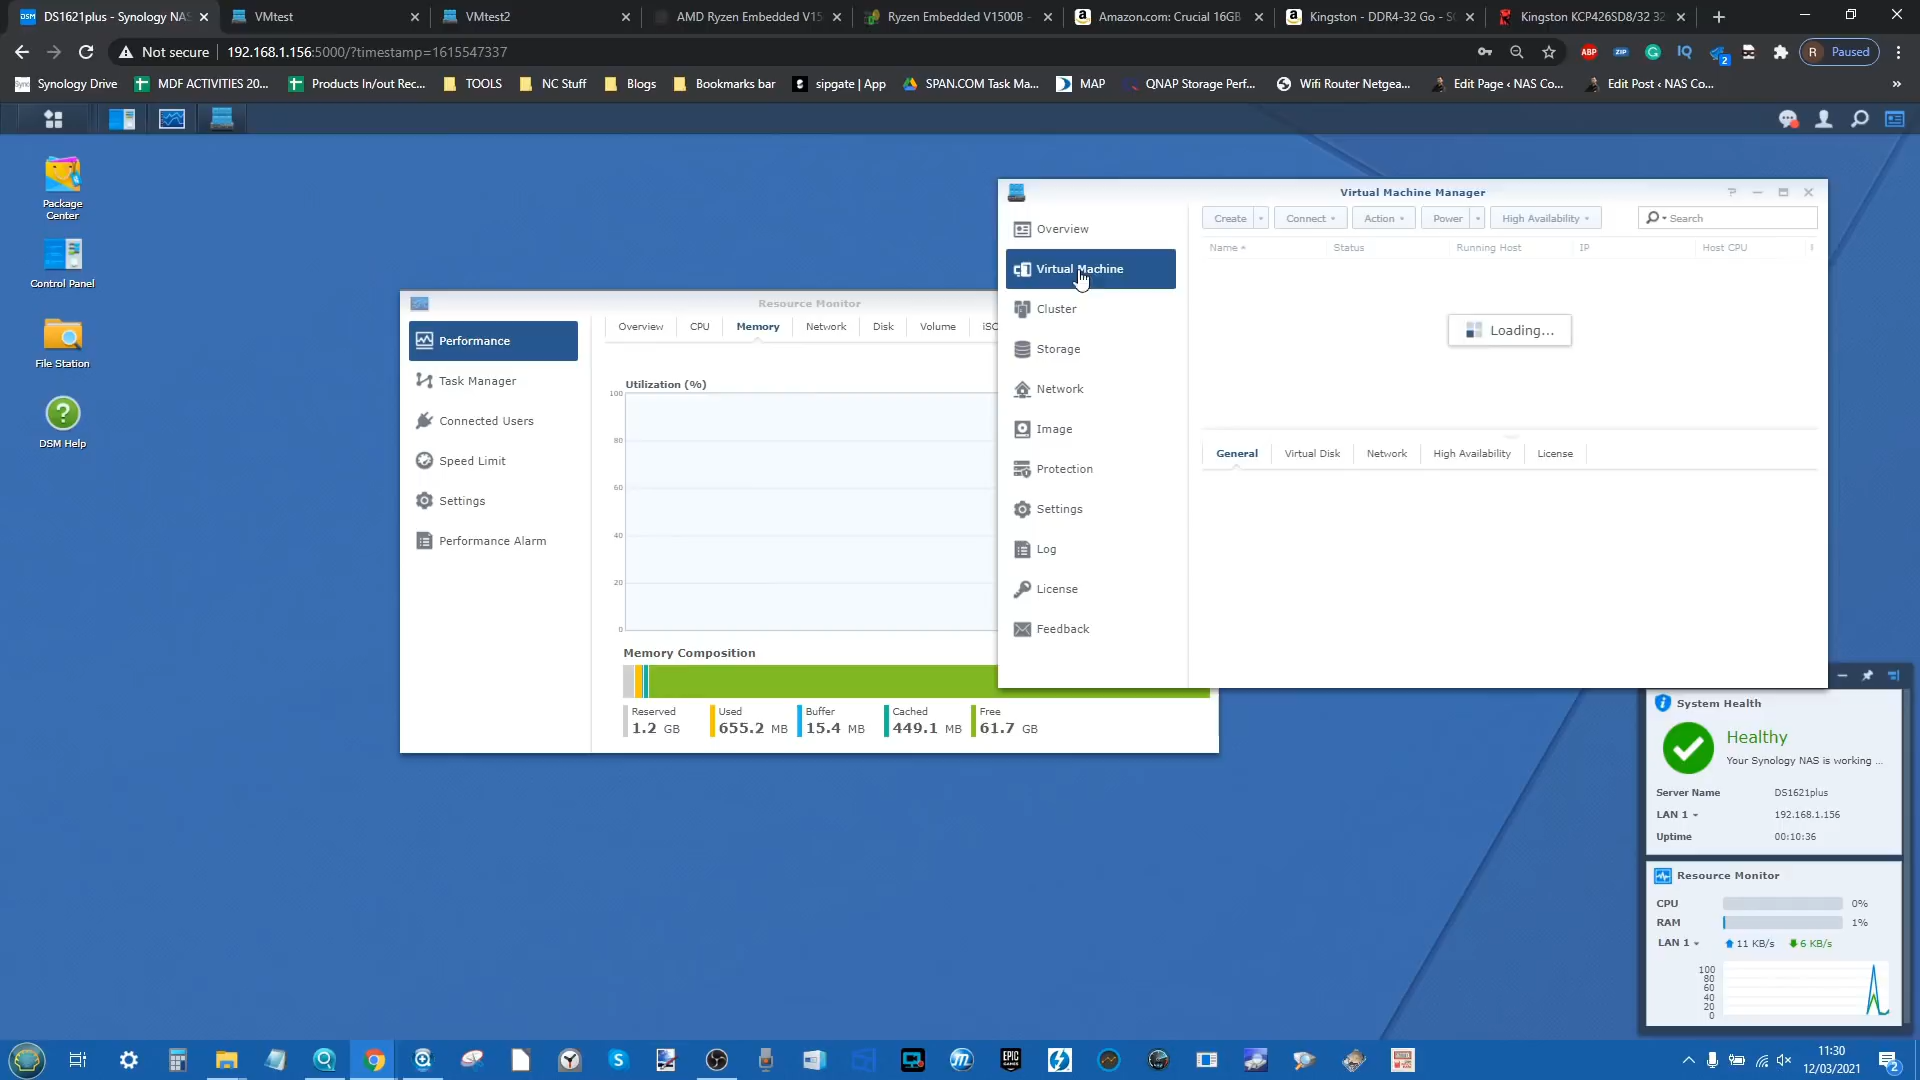 DS1621plus - Synology NAS
VMtest
VMtest2
AMD Ryzen Embedded V15
Ryzen Embedded V1500B -
Amazon.com: Crucial 16GB
Kingston - DDR4-32 Go - SO
Kingston KCP426SD8/32 32
Not secure
192.168.1.156:5000/?timestamp=1615547337
Paused
Synology Drive
MDF ACTIVITIES 20...
Products In/out Rec...
TOOLS
NC Stuff
Blogs
Bookmarks bar
sipgate | App
SPAN.COM Task Ma...
MAP
QNAP Storage Perf...
Wifi Router Netgea...
Edit Page ‹ NAS Co...
Edit Post ‹ NAS Co...
Package
Center
Control Panel
File Station
DSM Help
Resource Monitor
Performance
Task Manager
Connected Users
Speed Limit
Settings
Performance Alarm
Overview
CPU
Memory
Network
Disk
Volume
iSC
Utilization (%)
100
80
60
40
20
0
Memory Composition
Reserved
1.2 GB
Used
655.2 MB
Buffer
15.4 MB
Cached
449.1 MB
Free
61.7 GB
Virtual Machine Manager
Overview
Virtual Machine
Cluster
Storage
Network
Image
Protection
Settings
Log
License
Feedback
Create
Connect
Action
Power
High Availability
Search
Name
Status
Running Host
IP
Host CPU
Loading...
General
Virtual Disk
Network
High Availability
License
System Health
Healthy
Your Synology NAS is working ...
Server Name
DS1621plus
LAN 1
192.168.1.156
Uptime
00:10:36
Resource Monitor
CPU
0%
RAM
1%
LAN 1
11 KB/s
6 KB/s
100
80
60
40
20
0
11:30
12/03/2021